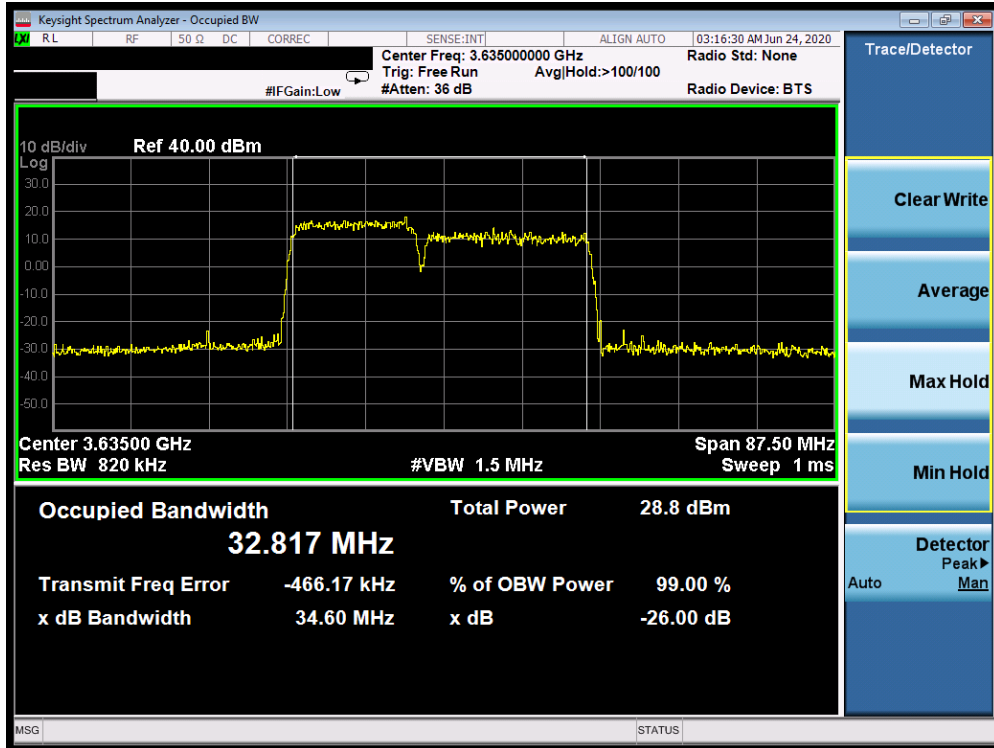 Keysight Spectrum Analyzer - Occupied BW
LXI RL RF 50 Ω DC CORREC SENSE:INT ALIGN AUTO 03:16:30 AM Jun 24, 2020
Center Freq: 3.635000000 GHz Radio Std: None
Trig: Free Run Avg|Hold:>100/100
#IFGain:Low #Atten: 36 dB Radio Device: BTS
10 dB/div Ref 40.00 dBm
Log
30.0
20.0
10.0
0.00
-10.0
-20.0
-30.0
-40.0
-50.0
Center 3.63500 GHz Span 87.50 MHz
Res BW 820 kHz #VBW 1.5 MHz Sweep 1 ms
Occupied Bandwidth Total Power 28.8 dBm
32.817 MHz
Transmit Freq Error -466.17 kHz % of OBW Power 99.00 %
x dB Bandwidth 34.60 MHz x dB -26.00 dB
Trace/Detector
Clear Write
Average
Max Hold
Min Hold
Detector
Peak▶
Auto Man
MSG STATUS